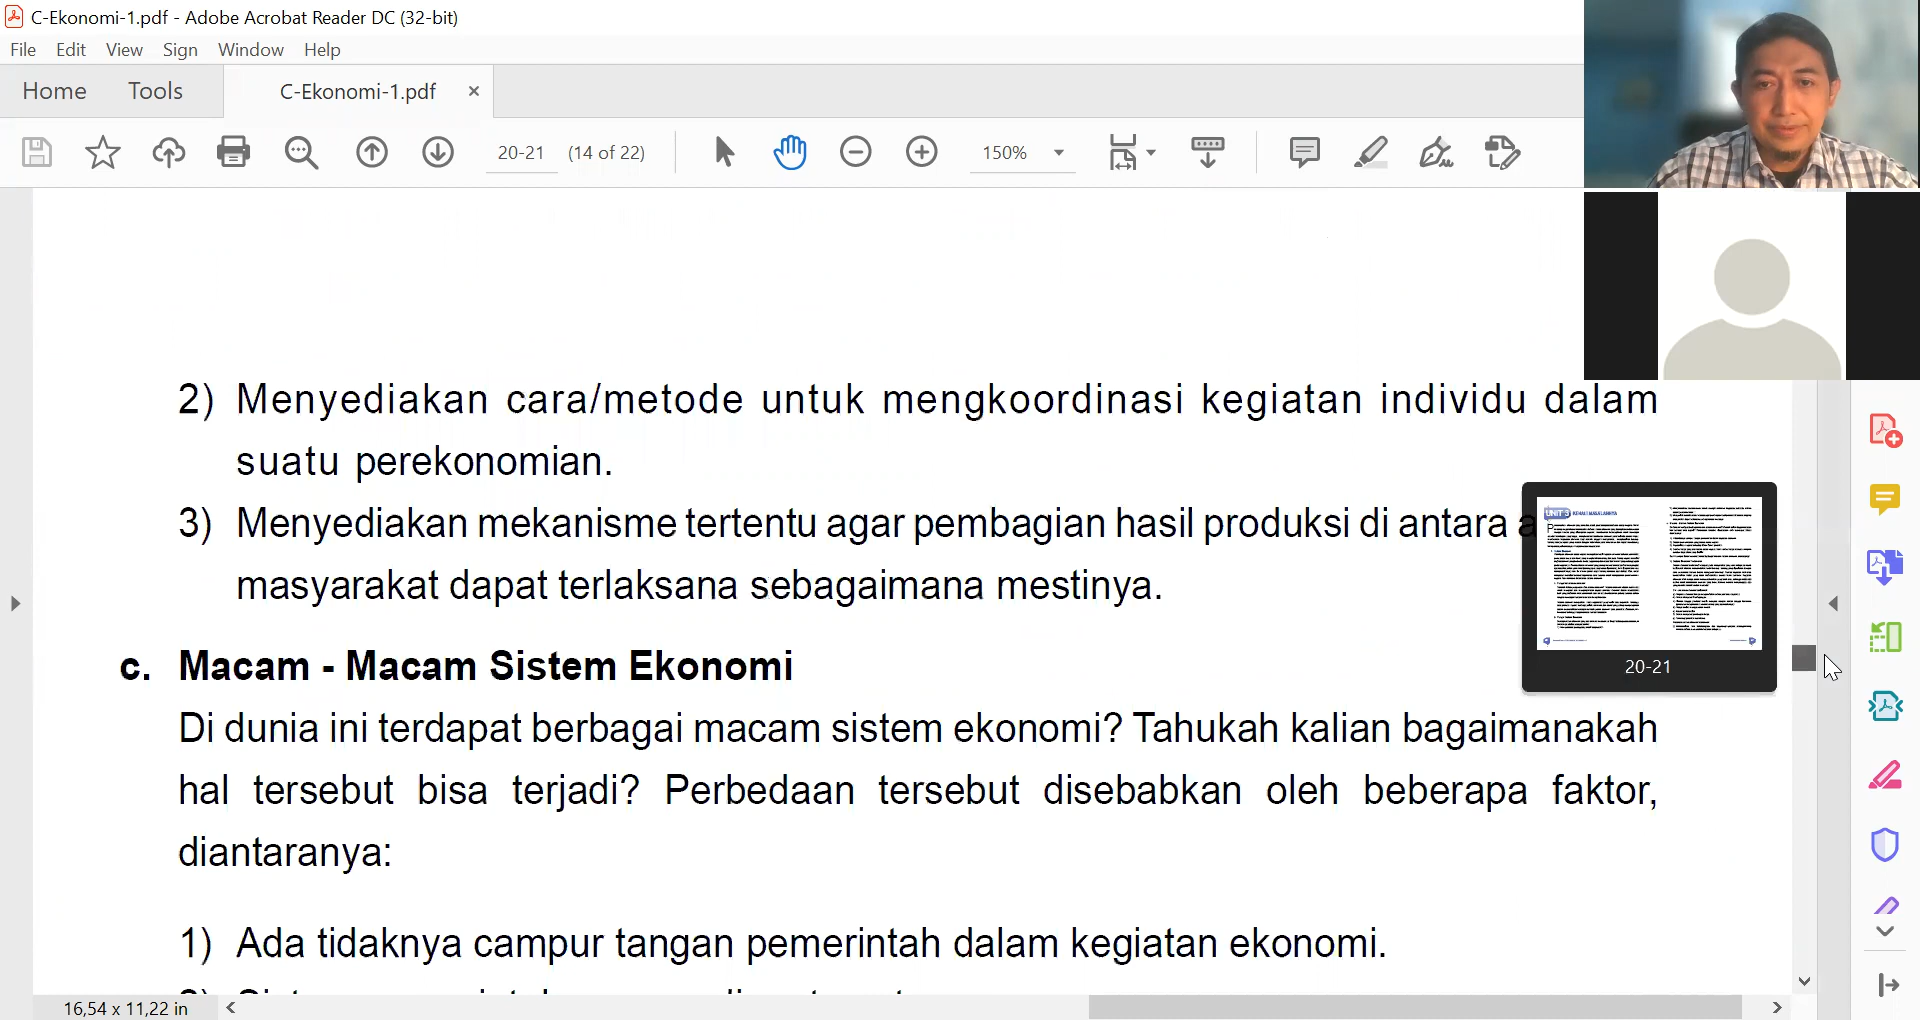 C-Ekonomi-1.pdf - Adobe Acrobat Reader DC (32-bit)
File Edit View Sign Window Help
Home Tools C-Ekonomi-1.pdf ×
20-21 (14 of 22) 150%
2) Menyediakan cara/metode untuk mengkoordinasi kegiatan individu dalam
suatu perekonomian.
3) Menyediakan mekanisme tertentu agar pembagian hasil produksi di antara
masyarakat dapat terlaksana sebagaimana mestinya.
UNIT 3
20-21
c. Macam - Macam Sistem Ekonomi
Di dunia ini terdapat berbagai macam sistem ekonomi? Tahukah kalian bagaimanakah
hal tersebut bisa terjadi? Perbedaan tersebut disebabkan oleh beberapa faktor,
diantaranya:
1) Ada tidaknya campur tangan pemerintah dalam kegiatan ekonomi.
16,54 x 11,22 in